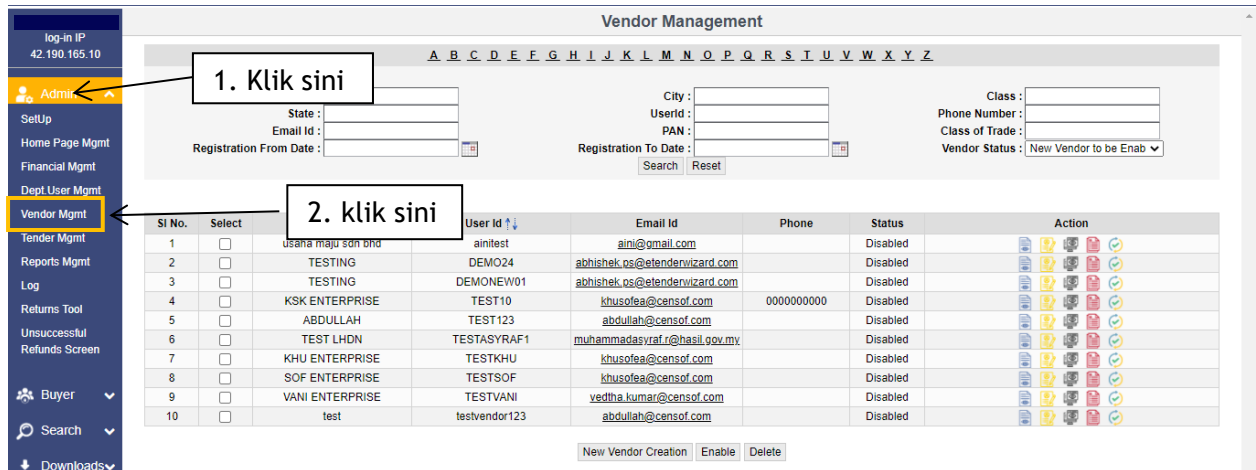 Vendor Management
log-in IP
42.190.165.10
A B C D E F G H I J K L M N O P Q R S T U V W X Y Z
1. Klik sini
Admin
SetUp
Home Page Mgmt
Financial Mgmt
Dept.User Mgmt
Vendor Mgmt
Tender Mgmt
Reports Mgmt
Log
Returns Tool
Unsuccessful
Refunds Screen
Buyer
Search
Downloads
City : Class :
State : UserId : Phone Number :
Email Id : PAN : Class of Trade :
Registration From Date : Registration To Date : Vendor Status : New Vendor to be Enab
Search Reset
2. klik sini
Sl No. Select User Id Email Id Phone Status Action
1 usaha maju sdn bhd ainitest aini@gmail.com Disabled
2 TESTING DEMO24 abhishek.ps@etenderwizard.com Disabled
3 TESTING DEMONEW01 abhishek.ps@etenderwizard.com Disabled
4 KSK ENTERPRISE TEST10 khusofea@censof.com 0000000000 Disabled
5 ABDULLAH TEST123 abdullah@censof.com Disabled
6 TEST LHDN TESTASYRAF1 muhammadasyraf.r@hasil.gov.my Disabled
7 KHU ENTERPRISE TESTKHU khusofea@censof.com Disabled
8 SOF ENTERPRISE TESTSOF khusofea@censof.com Disabled
9 VANI ENTERPRISE TESTVANI vedtha.kumar@censof.com Disabled
10 test testvendor123 abdullah@censof.com Disabled
New Vendor Creation Enable Delete